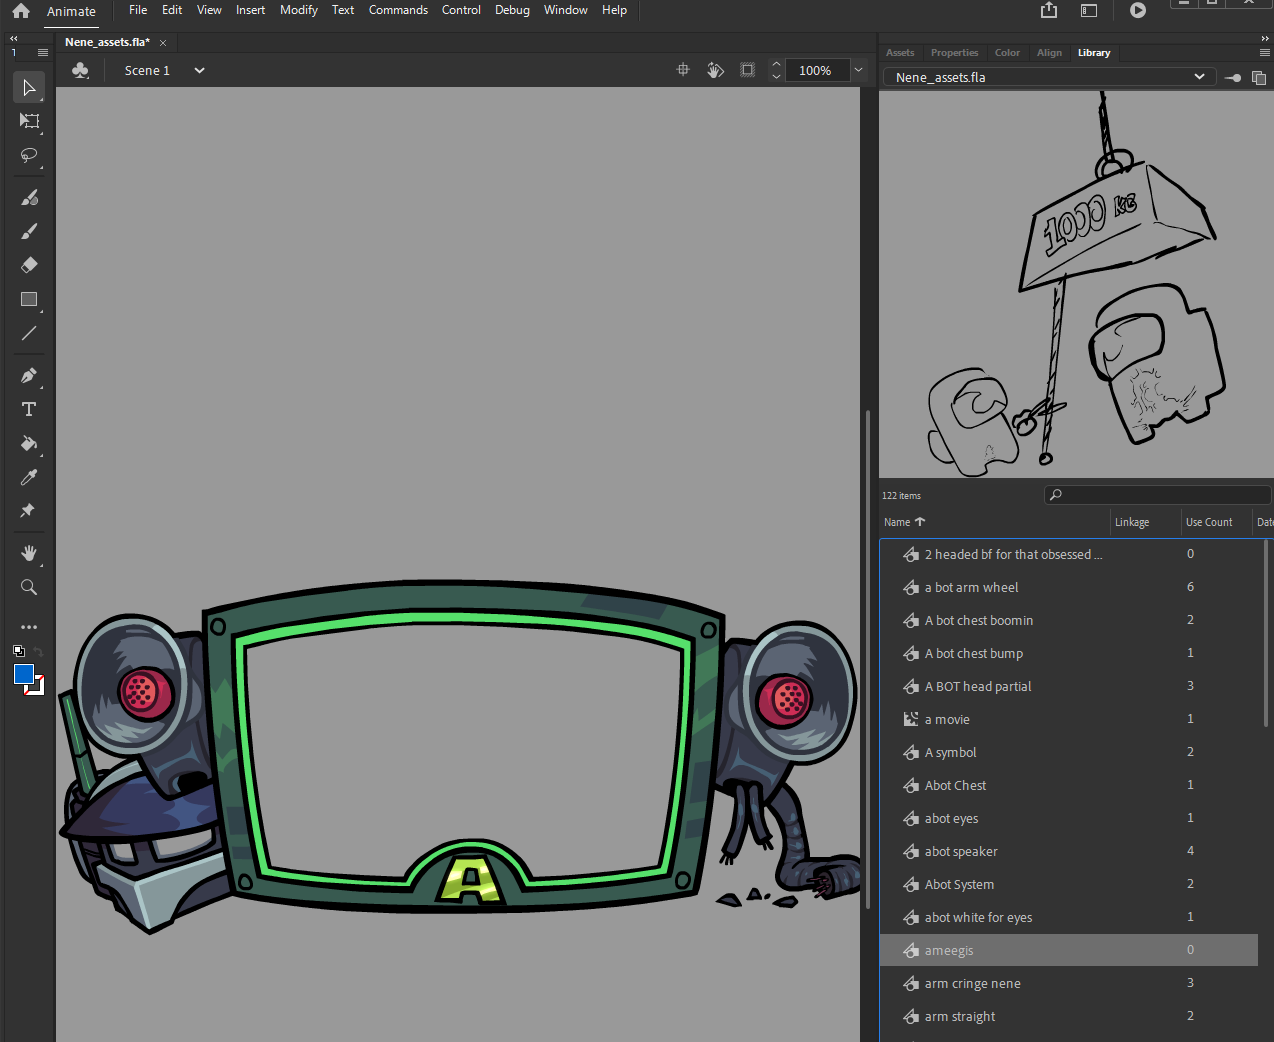 Animate File Edit View Insert Modify Text Commands Control Debug Window Help
Nene_assets.fla* ×
Scene 1
100%
Assets Properties Color Align Library
Nene_assets.fla
1000 KG
122 items
Name Linkage Use Count Date
2 headed bf for that obsessed ... 0
a bot arm wheel 6
A bot chest boomin 2
A bot chest bump 1
A BOT head partial 3
a movie 1
A symbol 2
Abot Chest 1
abot eyes 1
abot speaker 4
Abot System 2
abot white for eyes 1
ameegis 0
arm cringe nene 3
arm straight 2
A